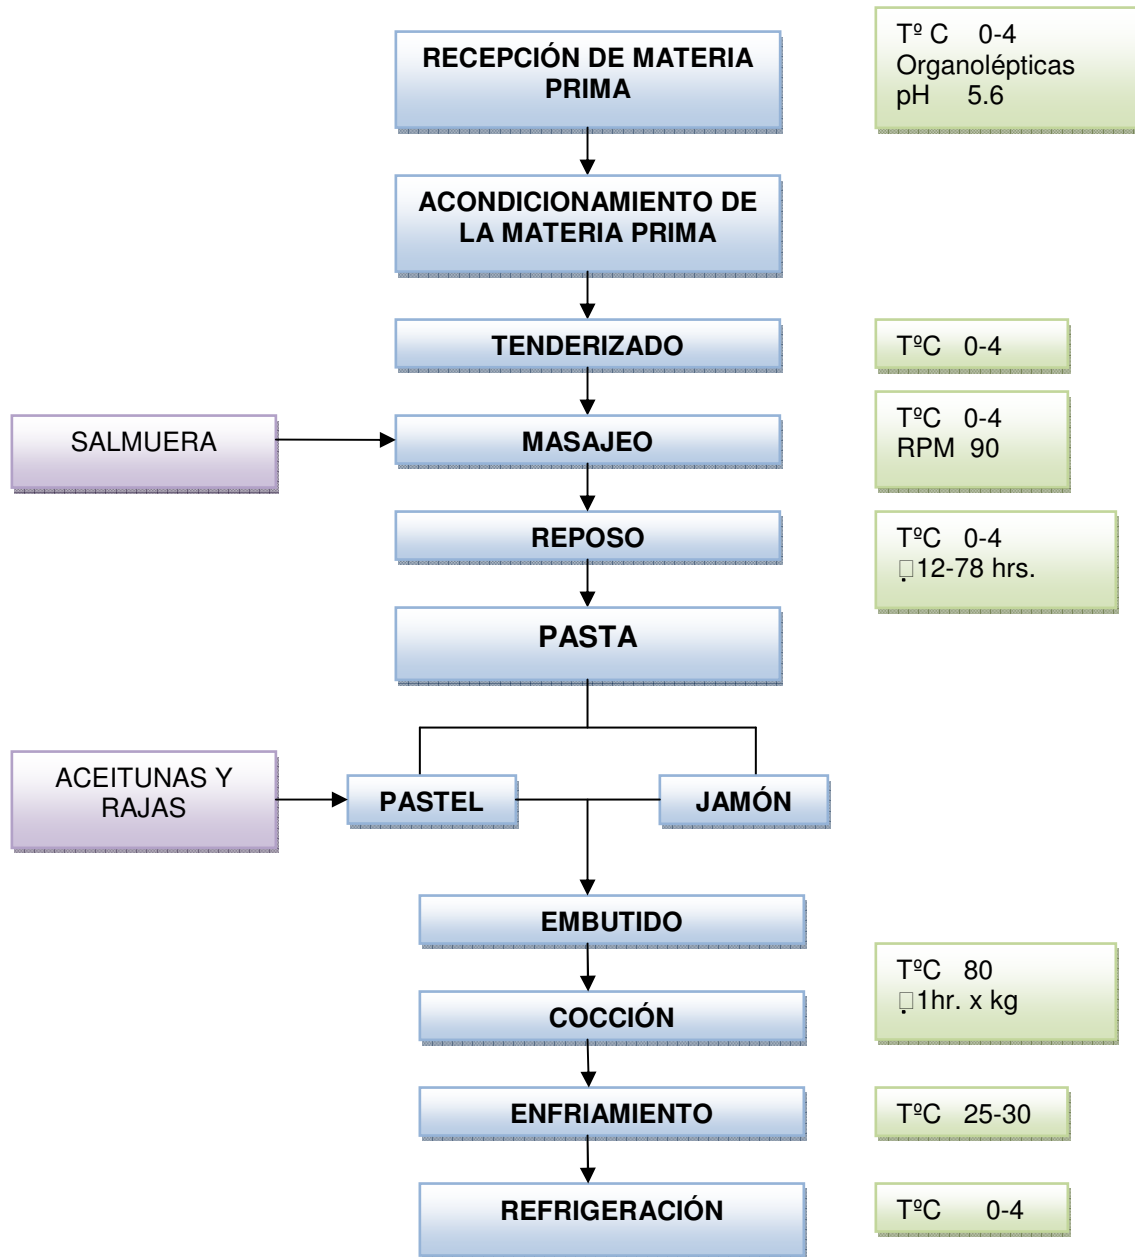 RECEPCIÓN DE MATERIA
PRIMA
Tº C 0-4
Organolépticas
pH 5.6
ACONDICIONAMIENTO DE
LA MATERIA PRIMA
TENDERIZADO
TºC 0-4
SALMUERA
MASAJEO
TºC 0-4
RPM 90
REPOSO
TºC 0-4
12-78 hrs.
PASTA
ACEITUNAS Y
RAJAS
PASTEL
JAMÓN
EMBUTIDO
COCCIÓN
TºC 80
1hr. x kg
ENFRIAMIENTO
TºC 25-30
REFRIGERACIÓN
TºC 0-4